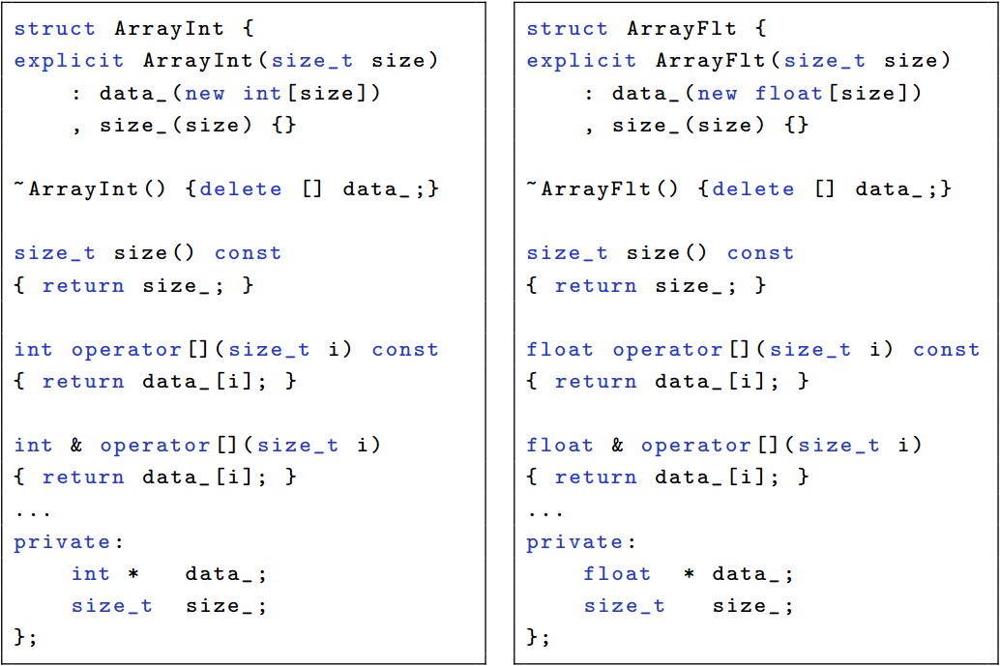 struct ArrayInt {
explicit ArrayInt(size_t size)
    : data_(new int[size])
    , size_(size) {}

~ArrayInt() {delete [] data_;}

size_t size() const
{ return size_; }

int operator[](size_t i) const
{ return data_[i]; }

int & operator[](size_t i)
{ return data_[i]; }
...
private:
    int *   data_;
    size_t  size_;
};

struct ArrayFlt {
explicit ArrayFlt(size_t size)
    : data_(new float[size])
    , size_(size) {}

~ArrayFlt() {delete [] data_;}

size_t size() const
{ return size_; }

float operator[](size_t i) const
{ return data_[i]; }

float & operator[](size_t i)
{ return data_[i]; }
...
private:
    float  * data_;
    size_t   size_;
};